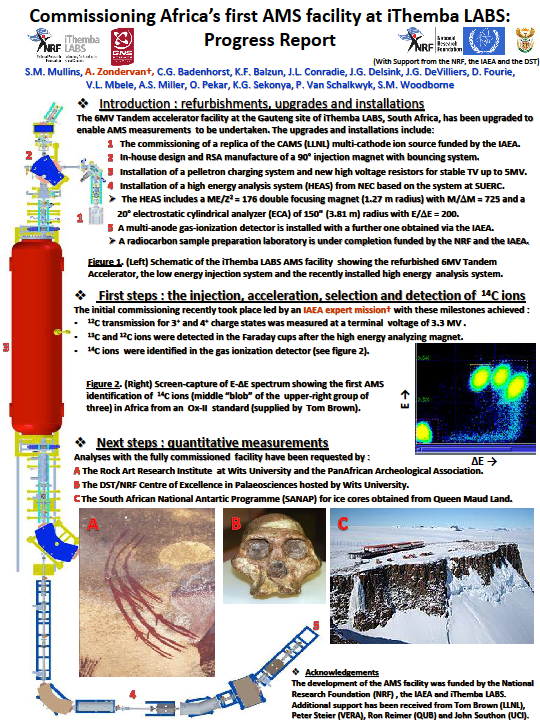 Commissioning Africa's first AMS facility at iThemba LABS:
Progress Report
NRF
iThemba
LABS
GNS
NRF
National
Research
Foundation
(With Support from the NRF, the IAEA and the DST)
S.M. Mullins, A. Zondervan†, C.G. Badenhorst, K.F. Balzun, J.L. Conradie, J.G. Delsink, J.G. DeVilliers, D. Fourie,
V.L. Mbele, A.S. Miller, O. Pekar, K.G. Sekonya, P. Van Schalkwyk, S.M. Woodborne
❖ Introduction : refurbishments, upgrades and installations
The 6MV Tandem accelerator facility at the Gauteng site of iThemba LABS, South Africa, has been upgraded to
enable AMS measurements to be undertaken. The upgrades and installations include:
1 The commissioning of a replica of the CAMS (LLNL) multi-cathode ion source funded by the IAEA.
2 In-house design and RSA manufacture of a 90° injection magnet with bouncing system.
3 Installation of a pelletron charging system and new high voltage resistors for stable TV up to 5MV.
4 Installation of a high energy analysis system (HEAS) from NEC based on the system at SUERC.
➤ The HEAS includes a ME/Z² = 176 double focusing magnet (1.27 m radius) with M/ΔM = 725 and a
20° electrostatic cylindrical analyzer (ECA) of 150" (3.81 m) radius with E/ΔE = 200.
5 A multi-anode gas-ionization detector is installed with a further one obtained via the IAEA.
➤ A radiocarbon sample preparation laboratory is under completion funded by the NRF and the IAEA.
Figure 1. (Left) Schematic of the iThemba LABS AMS facility showing the refurbished 6MV Tandem
Accelerator, the low energy injection system and the recently installed high energy analysis system.
❖ First steps : the injection, acceleration, selection and detection of ¹⁴C ions
The initial commissioning recently took place led by an IAEA expert mission† with these milestones achieved :
• ¹²C transmission for 3⁺ and 4⁺ charge states was measured at a terminal voltage of 3.3 MV .
• ¹³C and ¹²C ions were detected in the Faraday cups after the high energy analyzing magnet.
• ¹⁴C ions were identified in the gas ionization detector (see figure 2).
Figure 2. (Right) Screen-capture of E-ΔE spectrum showing the first AMS
identification of ¹⁴C ions (middle "blob" of the upper-right group of
three) in Africa from an Ox-II standard (supplied by Tom Brown).
E →
ΔE →
❖ Next steps : quantitative measurements
Analyses with the fully commissioned facility have been requested by :
A The Rock Art Research Institute at Wits University and the PanAfrican Archeological Association.
B The DST/NRF Centre of Excellence in Palaeosciences hosted by Wits University.
C The South African National Antartic Programme (SANAP) for ice cores obtained from Queen Maud Land.
A
B
C
1
2
3
4
5
❖ Acknowledgements
The development of the AMS facility was funded by the National
Research Foundation (NRF) , the IAEA and iThemba LABS.
Additional support has been received from Tom Brown (LLNL),
Peter Steier (VERA), Ron Reimer (QUB) and John Southon (UCI).